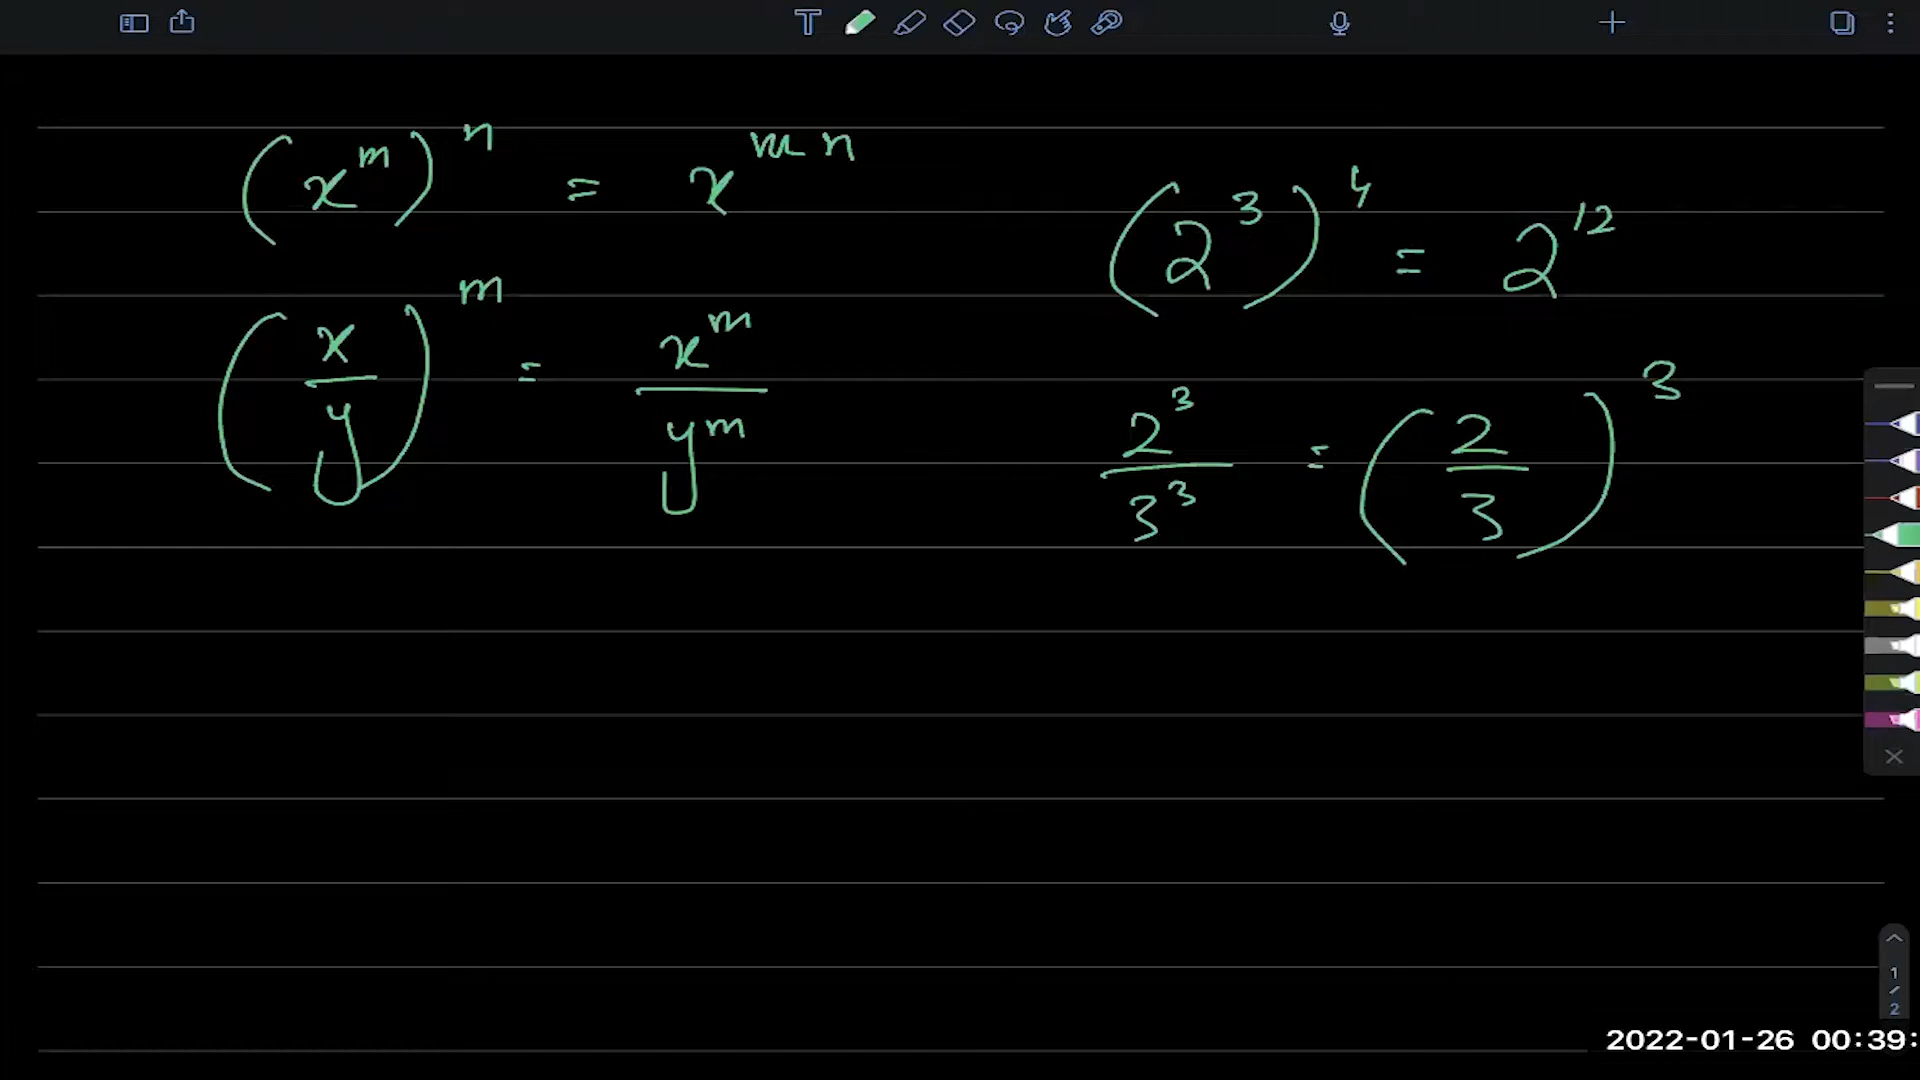 (x^m)^n = x^{mn}
(2^3)^4 = 2^{12}
(x/y)^m = x^m/y^m
2^3/3^3 = (2/3)^3
1/2
2022-01-26 00:39: